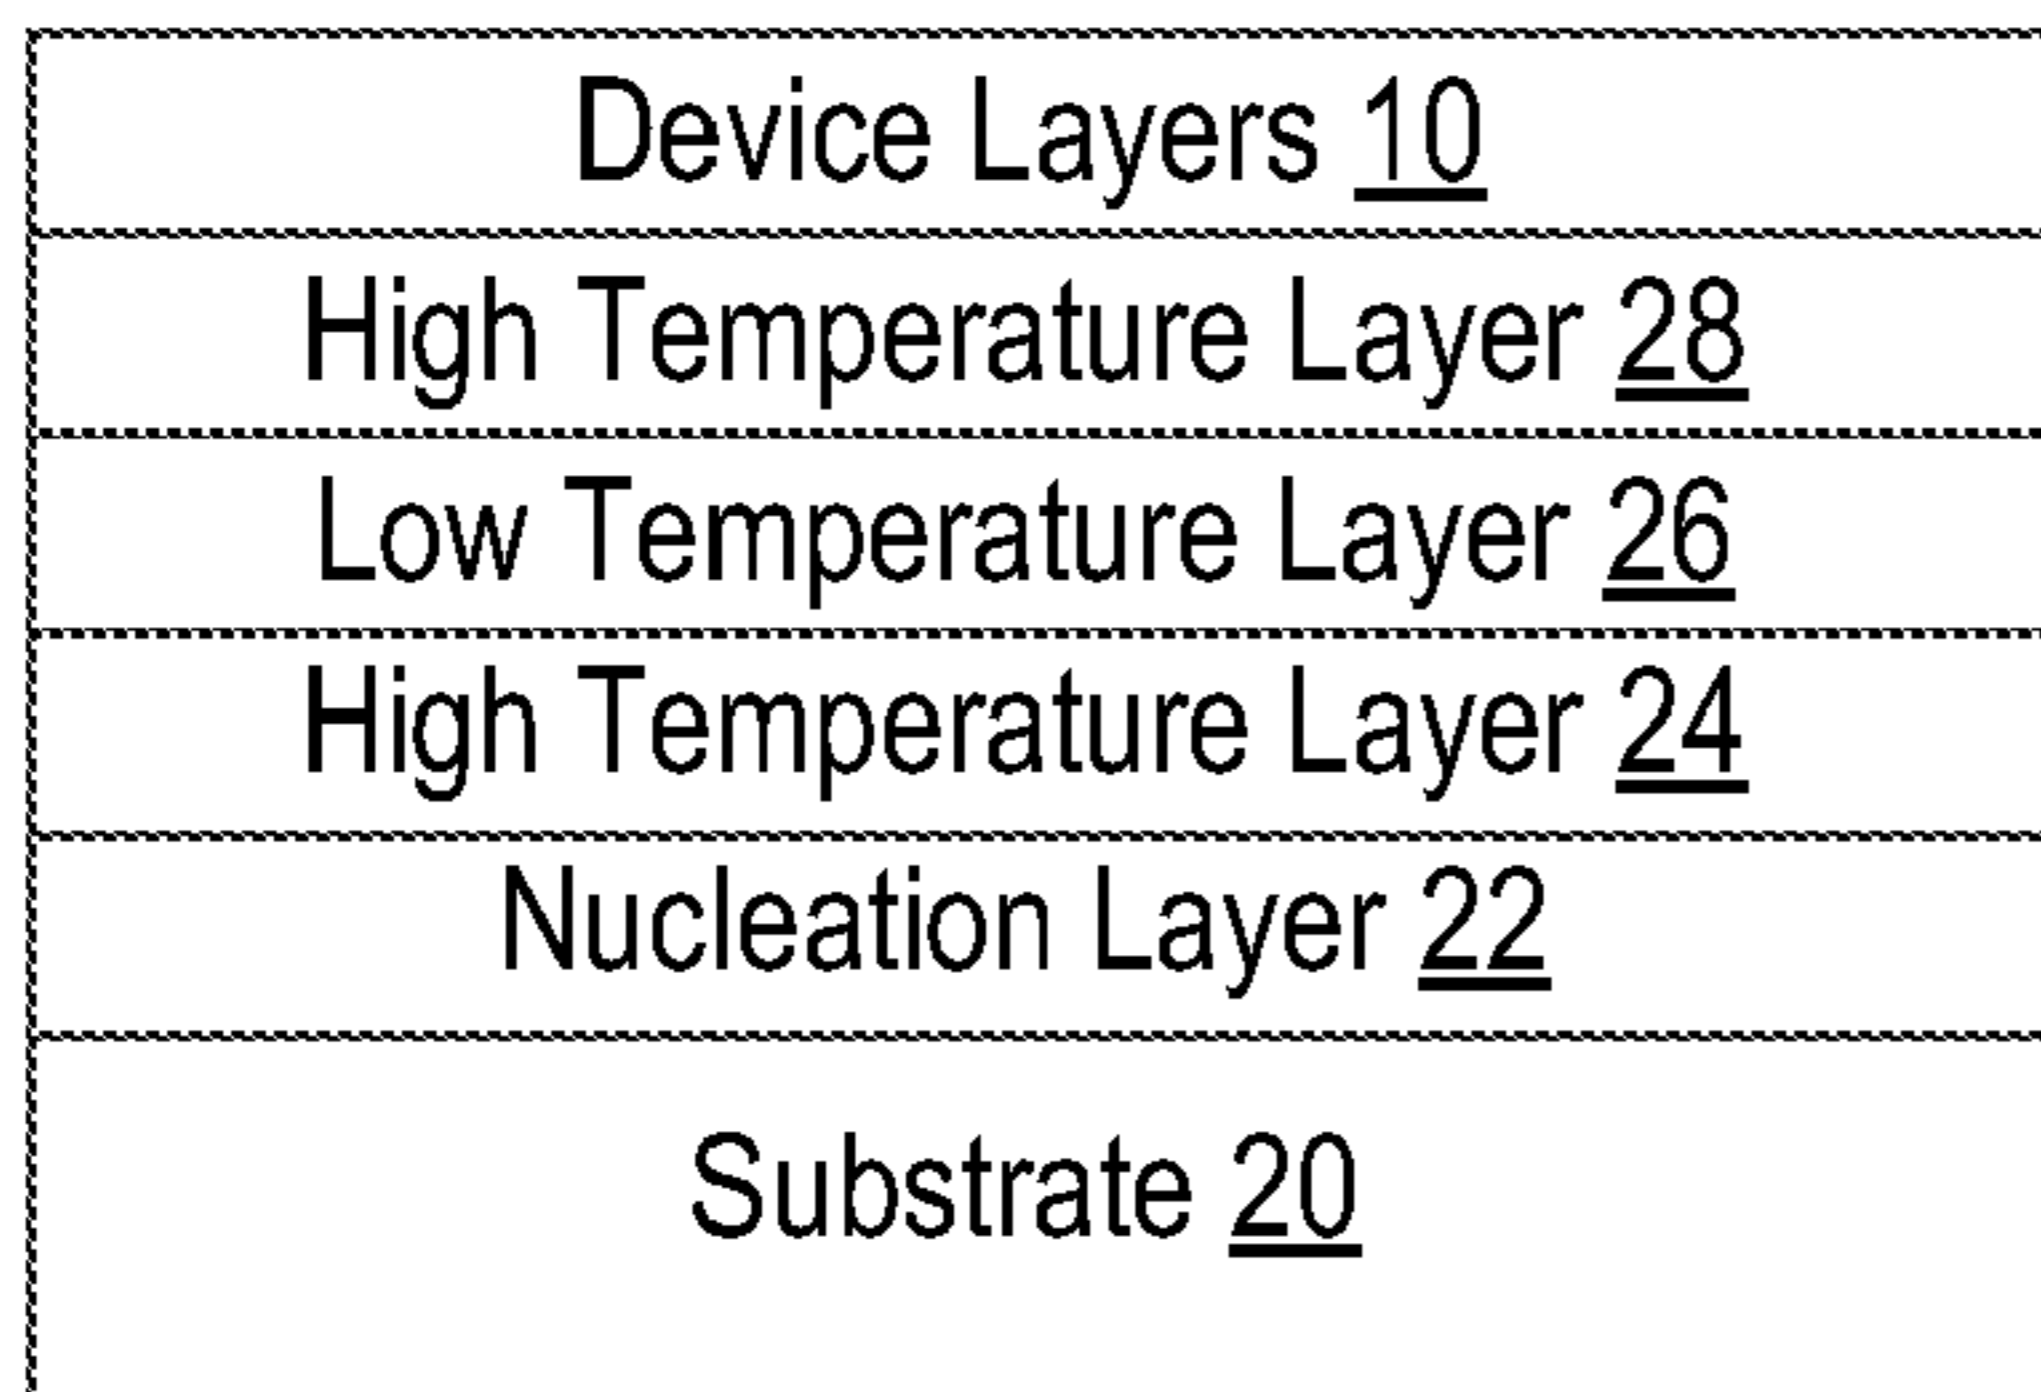 Device Layers 10
High Temperature Layer 28
Low Temperature Layer 26
High Temperature Layer 24
Nucleation Layer 22
Substrate 20